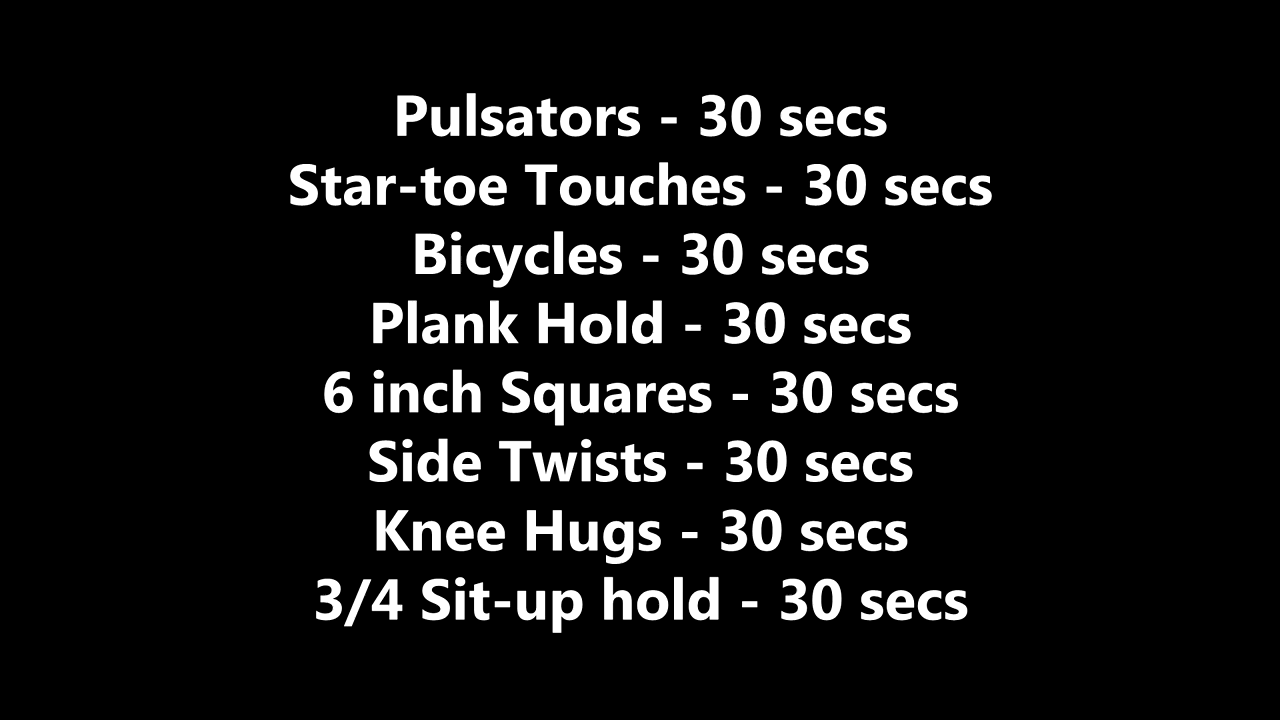 Pulsators - 30 secs
Star-toe Touches - 30 secs
Bicycles - 30 secs
Plank Hold - 30 secs
6 inch Squares - 30 secs
Side Twists - 30 secs
Knee Hugs - 30 secs
3/4 Sit-up hold - 30 secs